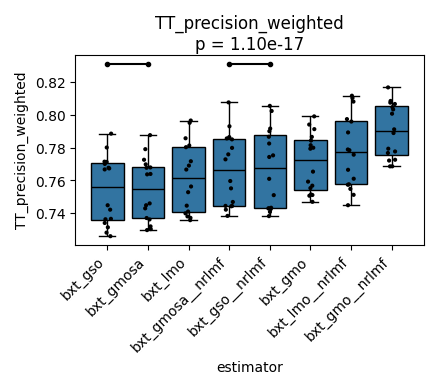 TT_precision_weighted
p = 1.10e-17
TT_precision_weighted
0.82
0.80
0.78
0.76
0.74
bxt_gso
bxt_gmosa
bxt_lmo
bxt_gmosa__nrlmf
bxt_gso__nrlmf
bxt_gmo
bxt_lmo__nrlmf
bxt_gmo__nrlmf
estimator